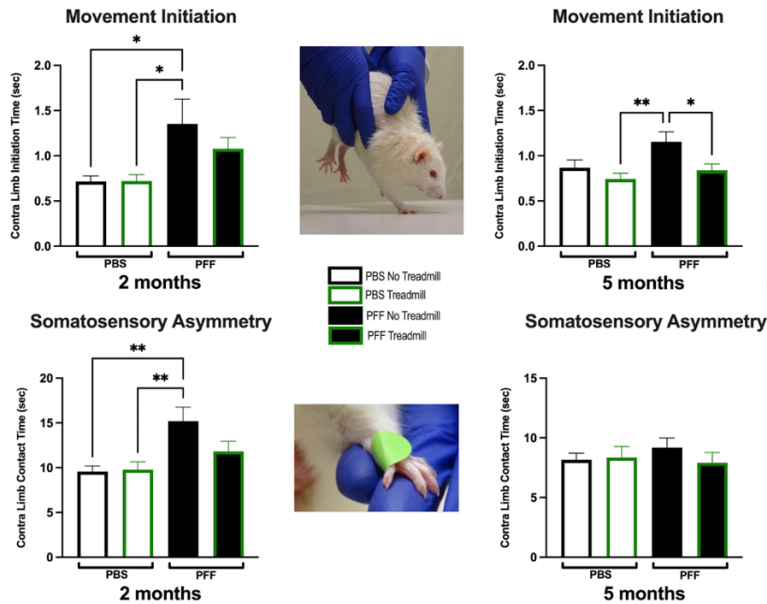 Movement Initiation
*
*
Contra Limb Initiation Time (sec)
2.0
1.5
1.0
0.5
0.0
PBS
PFF
2 months
Movement Initiation
**
*
Contra Limb Initiation Time (sec)
2.0
1.5
1.0
0.5
0.0
PBS
PFF
5 months
PBS No Treadmill
PBS Treadmill
PFF No Treadmill
PFF Treadmill
Somatosensory Asymmetry
**
**
Contra Limb Contact Time (sec)
20
15
10
5
0
PBS
PFF
2 months
Somatosensory Asymmetry
Contra Limb Contact Time (sec)
15
10
5
0
PBS
PFF
5 months